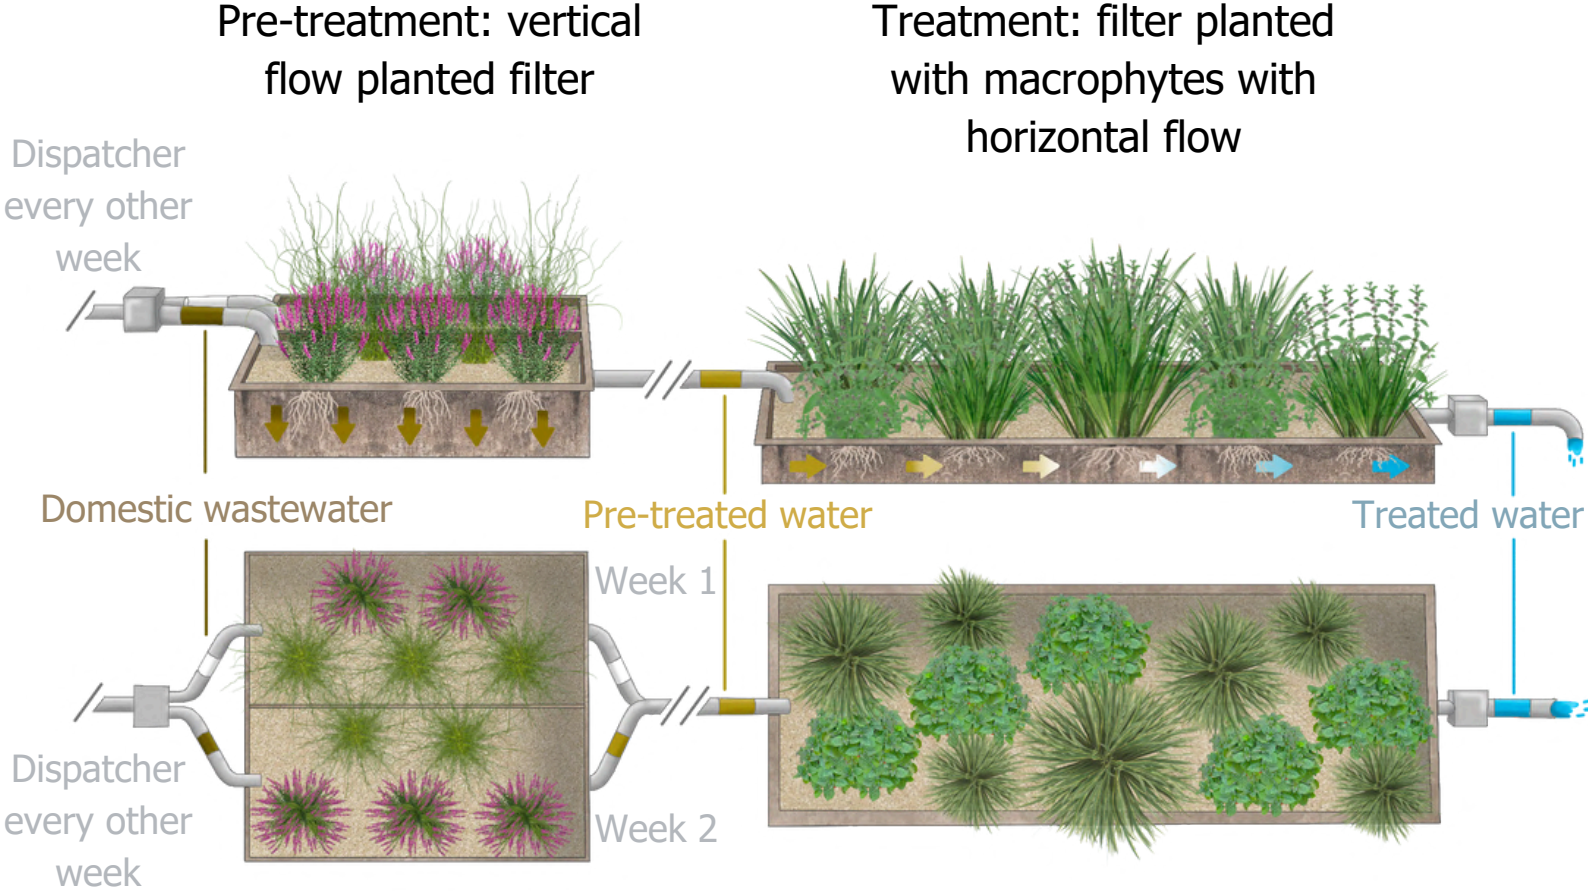 Pre-treatment: vertical
flow planted filter
Treatment: filter planted
with macrophytes with
horizontal flow
Dispatcher
every other
week
Domestic wastewater
Pre-treated water
Treated water
Week 1
Dispatcher
every other
week
Week 2